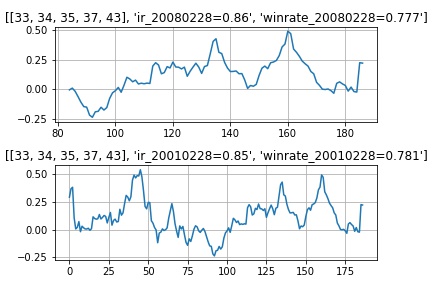 [[33, 34, 35, 37, 43], 'ir_20080228=0.86', 'winrate_20080228=0.777']
0.50
0.25
0.00
−0.25
80 100 120 140 160 180
[[33, 34, 35, 37, 43], 'ir_20010228=0.85', 'winrate_20010228=0.781']
0.50
0.25
0.00
−0.25
0 25 50 75 100 125 150 175